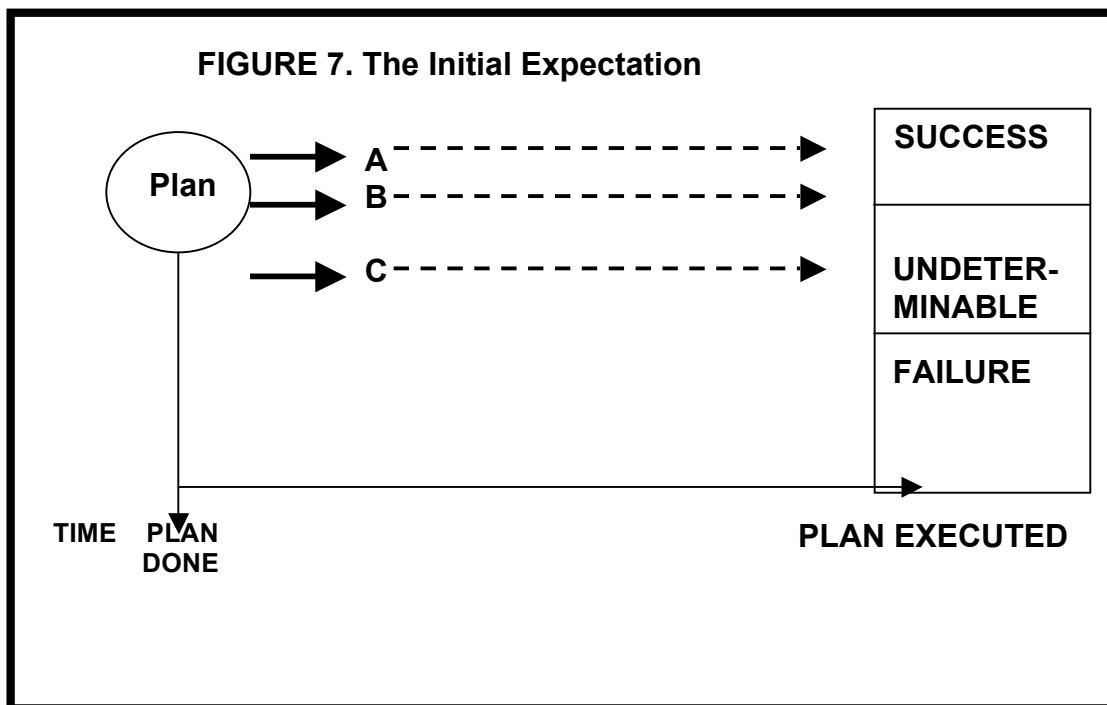 FIGURE 7. The Initial Expectation
Plan
A
B
C
SUCCESS
UNDETER-
MINABLE
FAILURE
TIME PLAN
DONE
PLAN EXECUTED